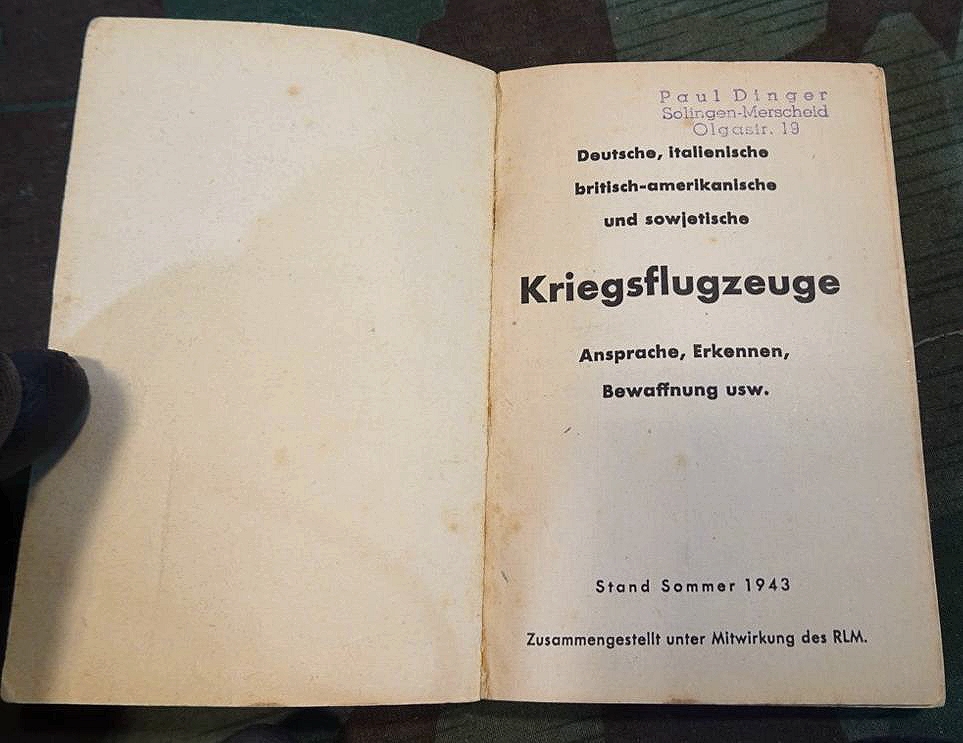 Paul Dinger
Solingen-Merscheid
Olgastr. 19
Deutsche, italienische
britisch-amerikanische
und sowjetische
Kriegsflugzeuge
Ansprache, Erkennen,
Bewaffnung usw.
Stand Sommer 1943
Zusammengestellt unter Mitwirkung des RLM.